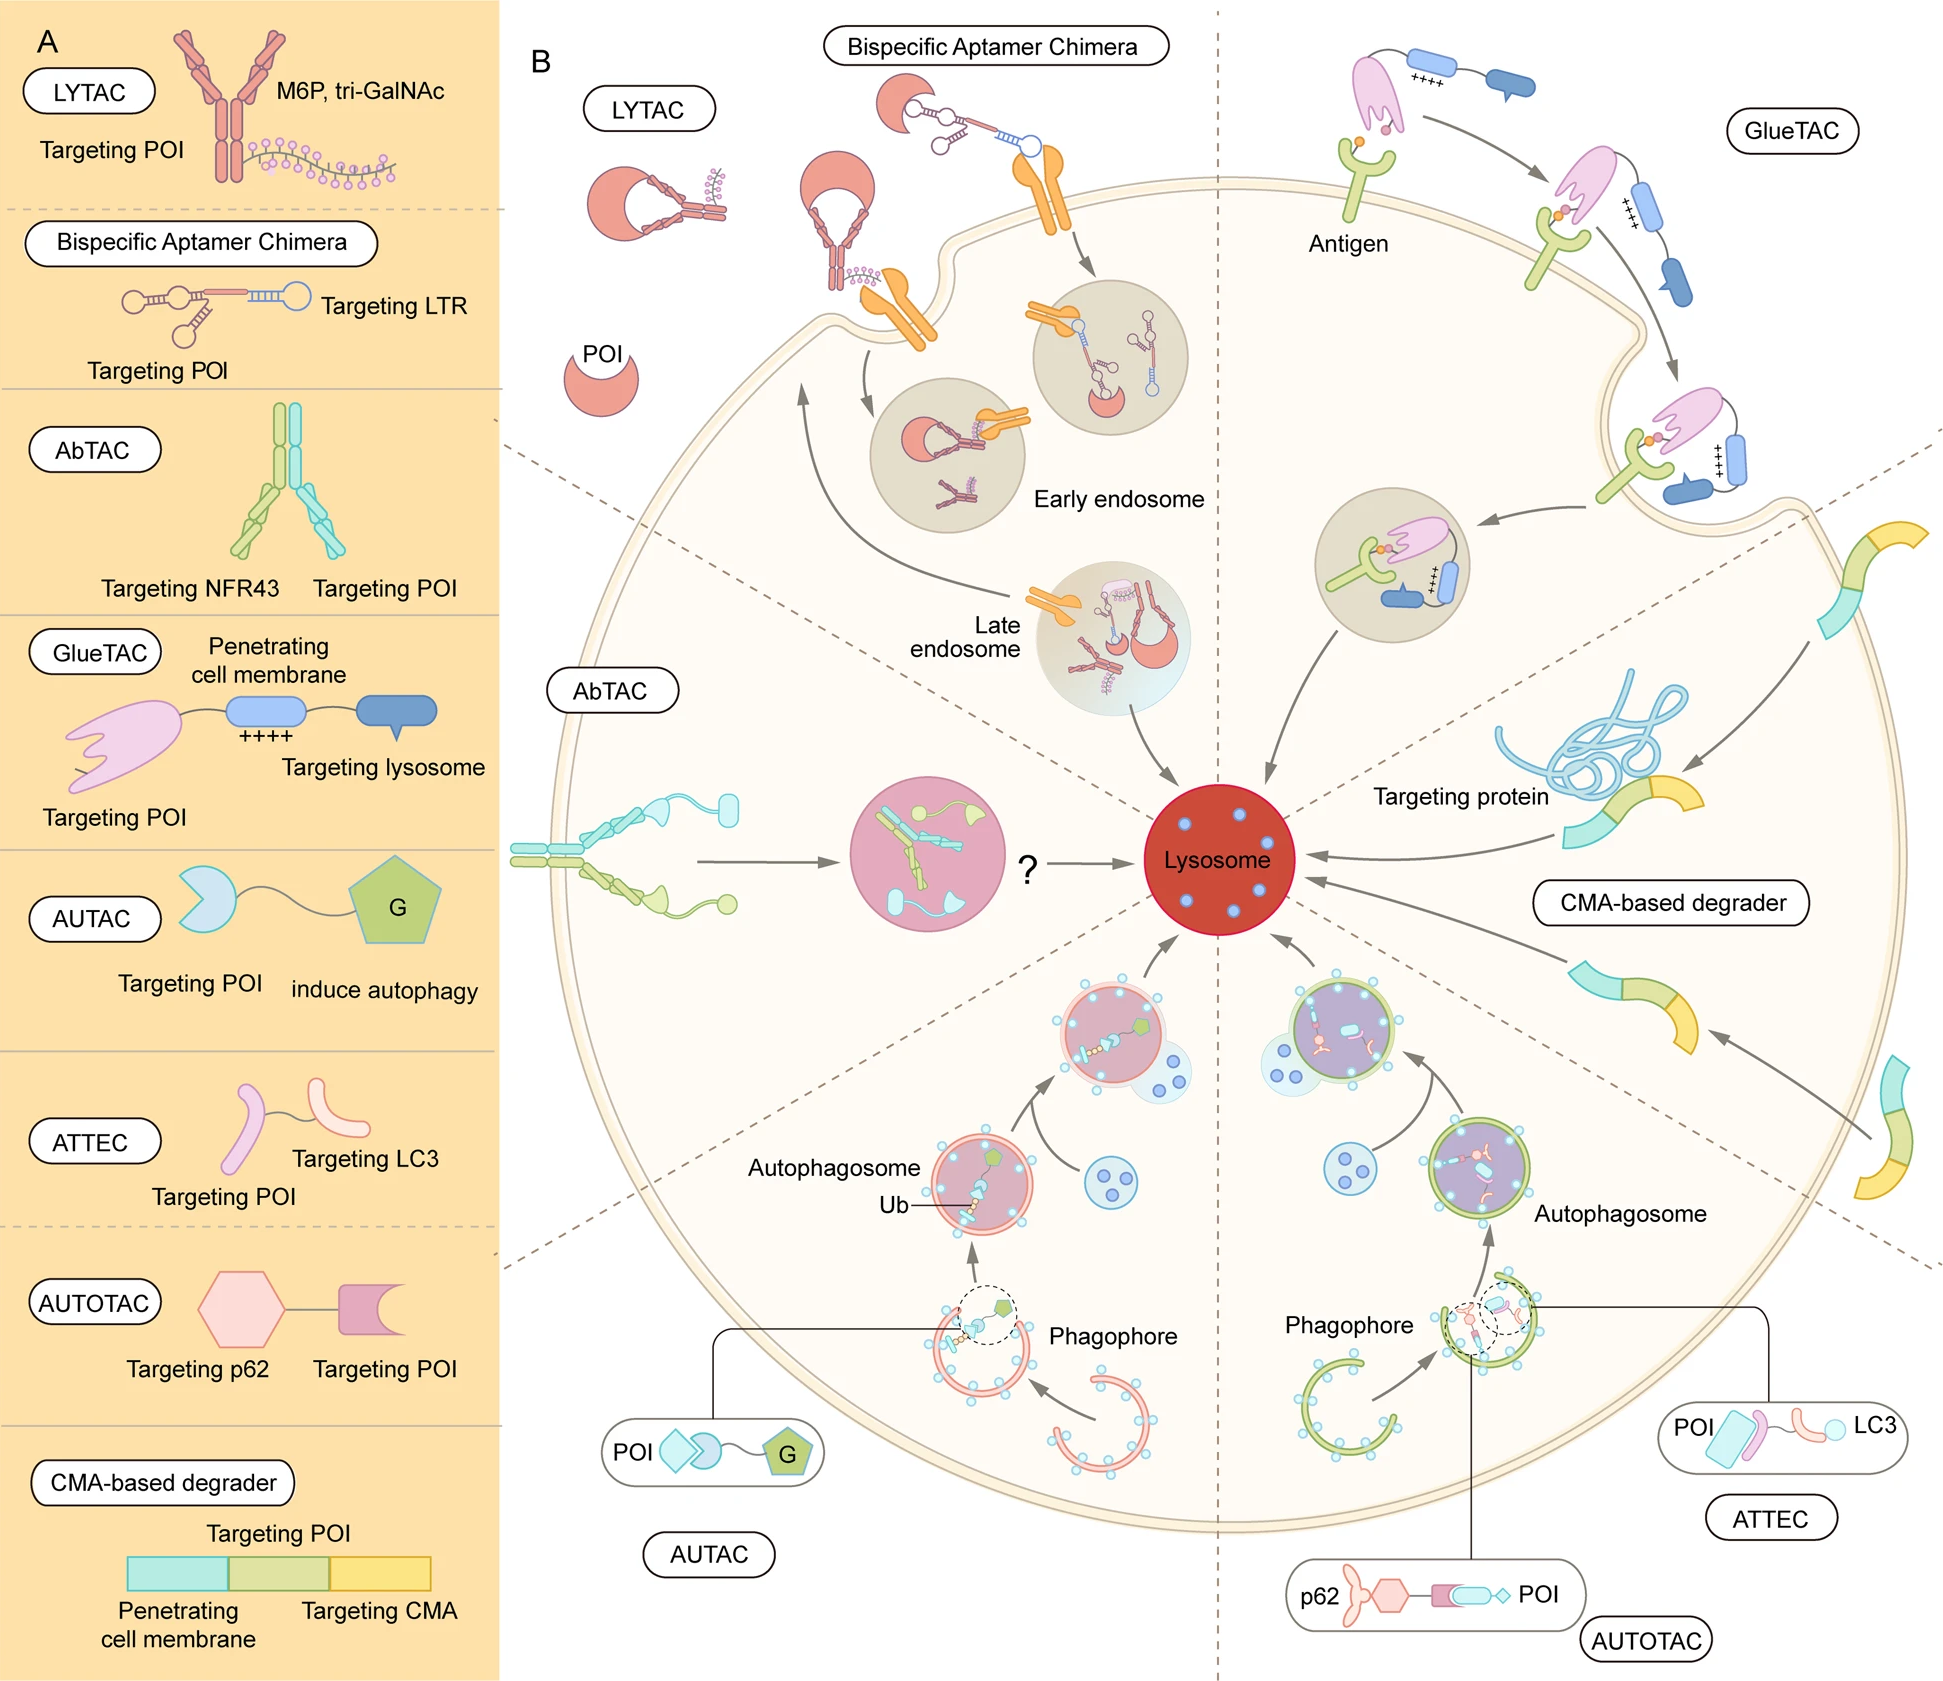 A
LYTAC
M6P, tri-GalNAc
Targeting POI
Bispecific Aptamer Chimera
Targeting LTR
Targeting POI
AbTAC
Targeting NFR43
Targeting POI
GlueTAC
Penetrating
cell membrane
++++
Targeting lysosome
Targeting POI
AUTAC
G
Targeting POI
induce autophagy
ATTEC
Targeting LC3
Targeting POI
AUTOTAC
Targeting p62
Targeting POI
CMA-based degrader
Targeting POI
Penetrating
cell membrane
Targeting CMA
B
Bispecific Aptamer Chimera
LYTAC
POI
Early endosome
Late
endosome
++++
GlueTAC
Antigen
++++
++++
++++
AbTAC
?
Lysosome
Targeting protein
CMA-based degrader
Autophagosome
Ub
Phagophore
POI
G
AUTAC
Autophagosome
Phagophore
POI
LC3
ATTEC
p62
POI
AUTOTAC